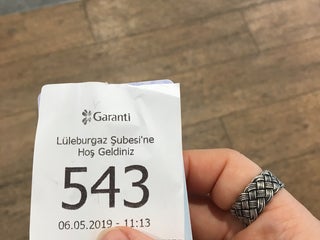 Garanti
Lüleburgaz Şubesi'ne
Hoş Geldiniz
543
06.05.2019 - 11:13